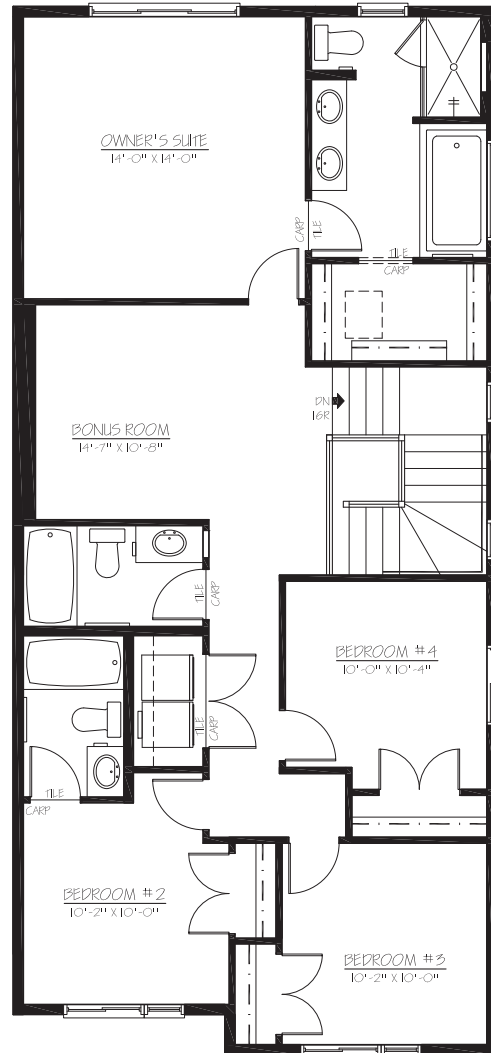 OWNER'S SUITE
14'-0" X 14'-0"
CARP
TILE
TILE
CARP
DN
16R
BONUS ROOM
14'-7" X 10'-8"
TILE
CARP
BEDROOM #4
10'-0" X 10'-4"
TILE
CARP
TILE
CARP
BEDROOM #2
10'-2" X 10'-0"
BEDROOM #3
10'-2" X 10'-0"